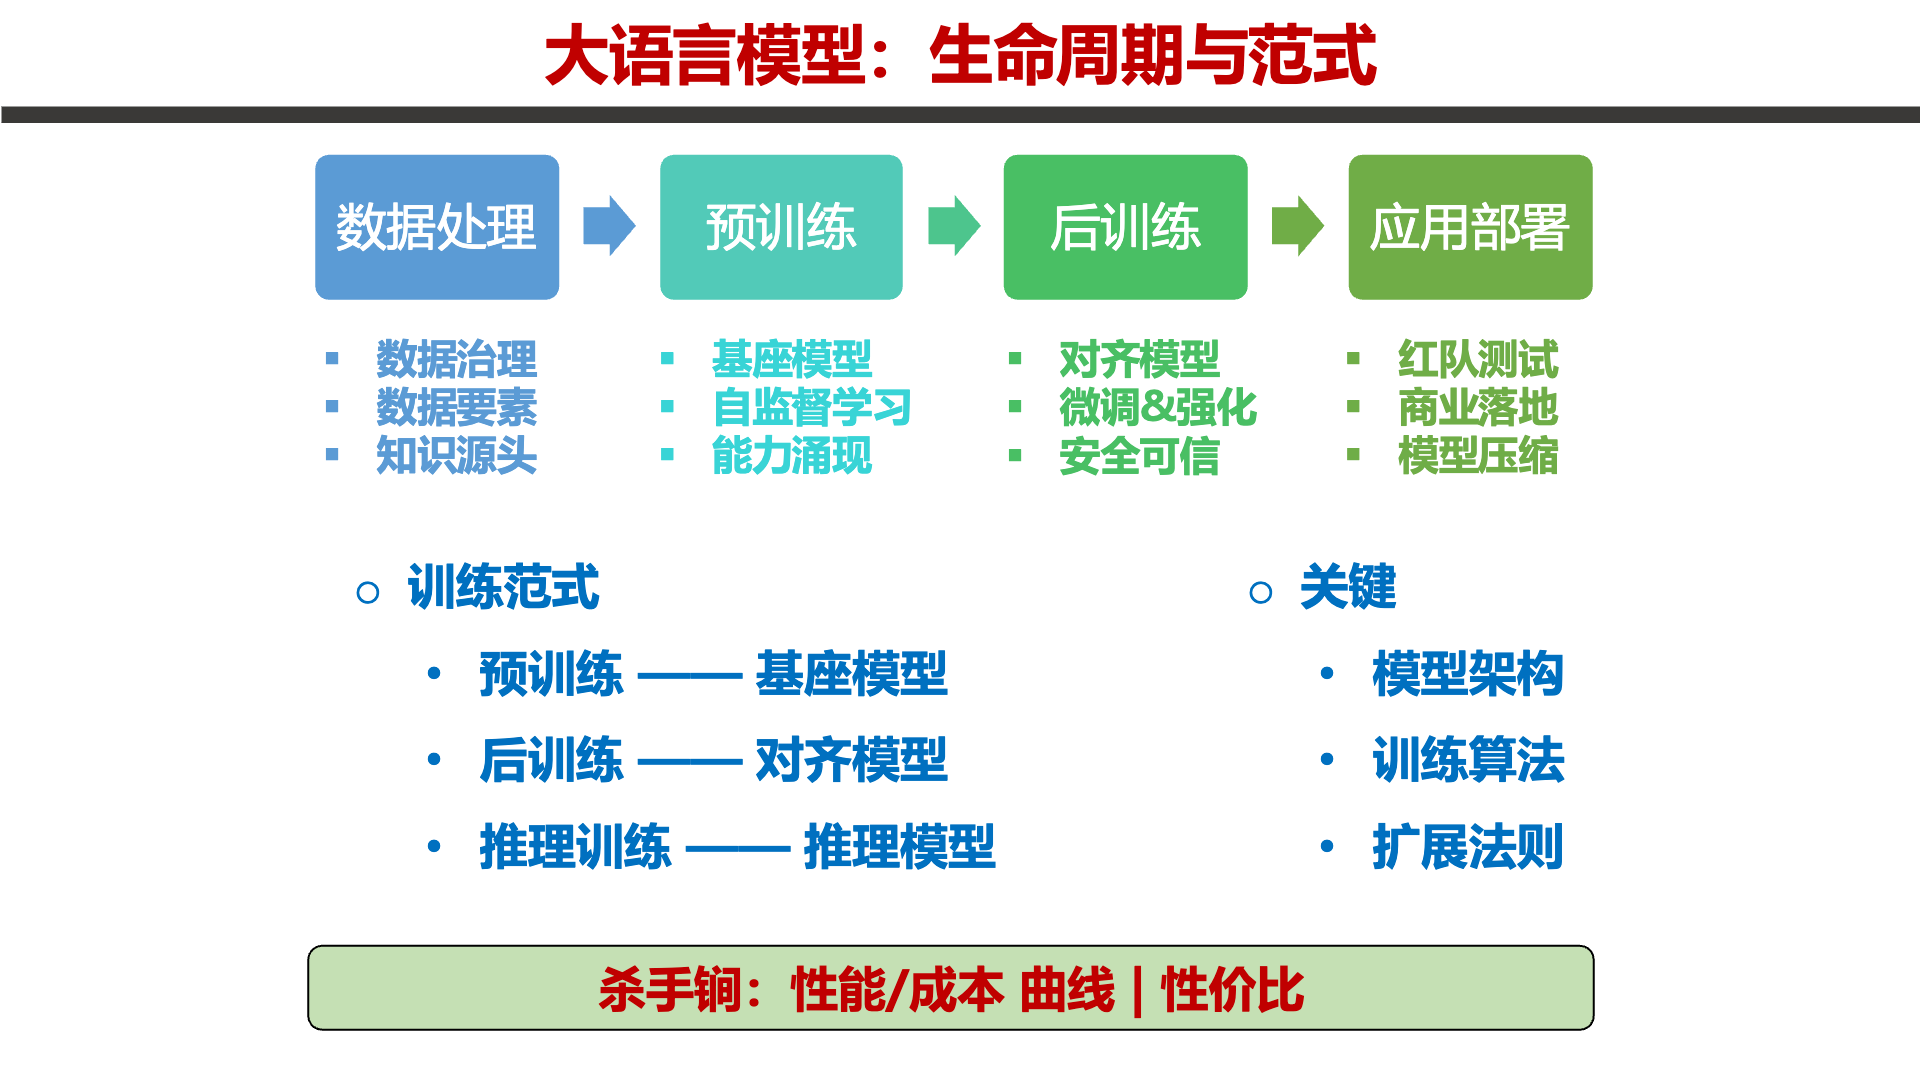 大语言模型：生命周期与范式
数据处理
预训练
后训练
应用部署
▪ 数据治理
▪ 数据要素
▪ 知识源头
▪ 基座模型
▪ 自监督学习
▪ 能力涌现
▪ 对齐模型
▪ 微调&强化
▪ 安全可信
▪ 红队测试
▪ 商业落地
▪ 模型压缩
○ 训练范式
• 预训练 —— 基座模型
• 后训练 —— 对齐模型
• 推理训练 —— 推理模型
○ 关键
• 模型架构
• 训练算法
• 扩展法则
杀手锏：性能/成本 曲线 | 性价比